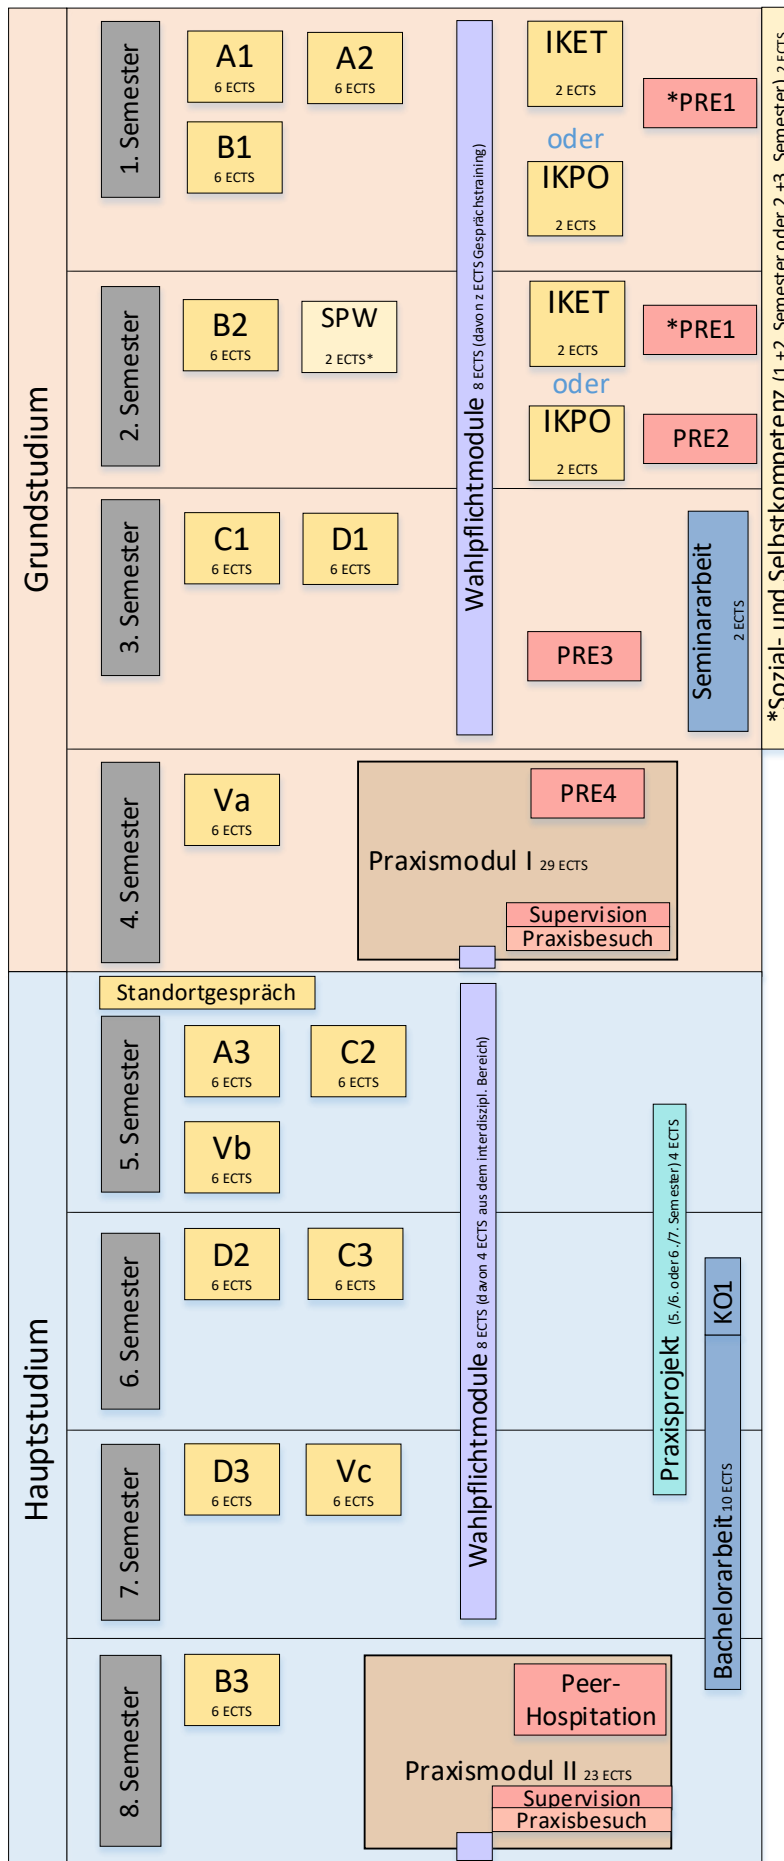 Grundstudium
1. Semester
A1
6 ECTS
A2
6 ECTS
B1
6 ECTS
IKET
2 ECTS
oder
IKPO
2 ECTS
*PRE1
2. Semester
B2
6 ECTS
SPW
2 ECTS*
IKET
2 ECTS
oder
IKPO
2 ECTS
*PRE1
PRE2
3. Semester
C1
6 ECTS
D1
6 ECTS
PRE3
Seminararbeit
2 ECTS
Wahlpflichtmodule 8 ECTS (davon z ECTS Gesprächstraining)
*Sozial- und Selbstkompetenz (1.+2. Semester oder 2.+3. Semester) 2 ECTS
4. Semester
Va
6 ECTS
PRE4
Praxismodul I 29 ECTS
Supervision
Praxisbesuch
Hauptstudium
Standortgespräch
5. Semester
A3
6 ECTS
C2
6 ECTS
Vb
6 ECTS
6. Semester
D2
6 ECTS
C3
6 ECTS
7. Semester
D3
6 ECTS
Vc
6 ECTS
Wahlpflichtmodule 8 ECTS (davon 4 ECTS aus dem interdiszipl. Bereich)
Praxisprojekt (5./6. oder 6./7. Semester) 4 ECTS
KO1
Bachelorarbeit 10 ECTS
8. Semester
B3
6 ECTS
Peer-
Hospitation
Praxismodul II 23 ECTS
Supervision
Praxisbesuch